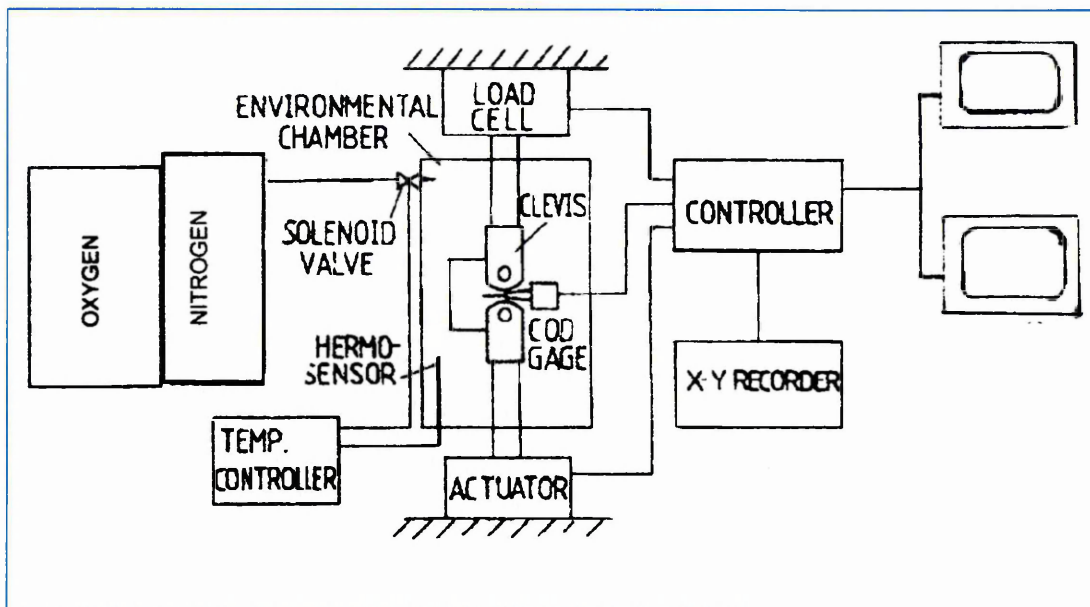 LOAD
CELL
ENVIRONMENTAL
CHAMBER
CLEVIS
CONTROLLER
SOLENOID
VALVE
OXYGEN
NITROGEN
COD
GAGE
HERMO-
SENSOR
X-Y RECORDER
TEMP.
CONTROLLER
ACTUATOR